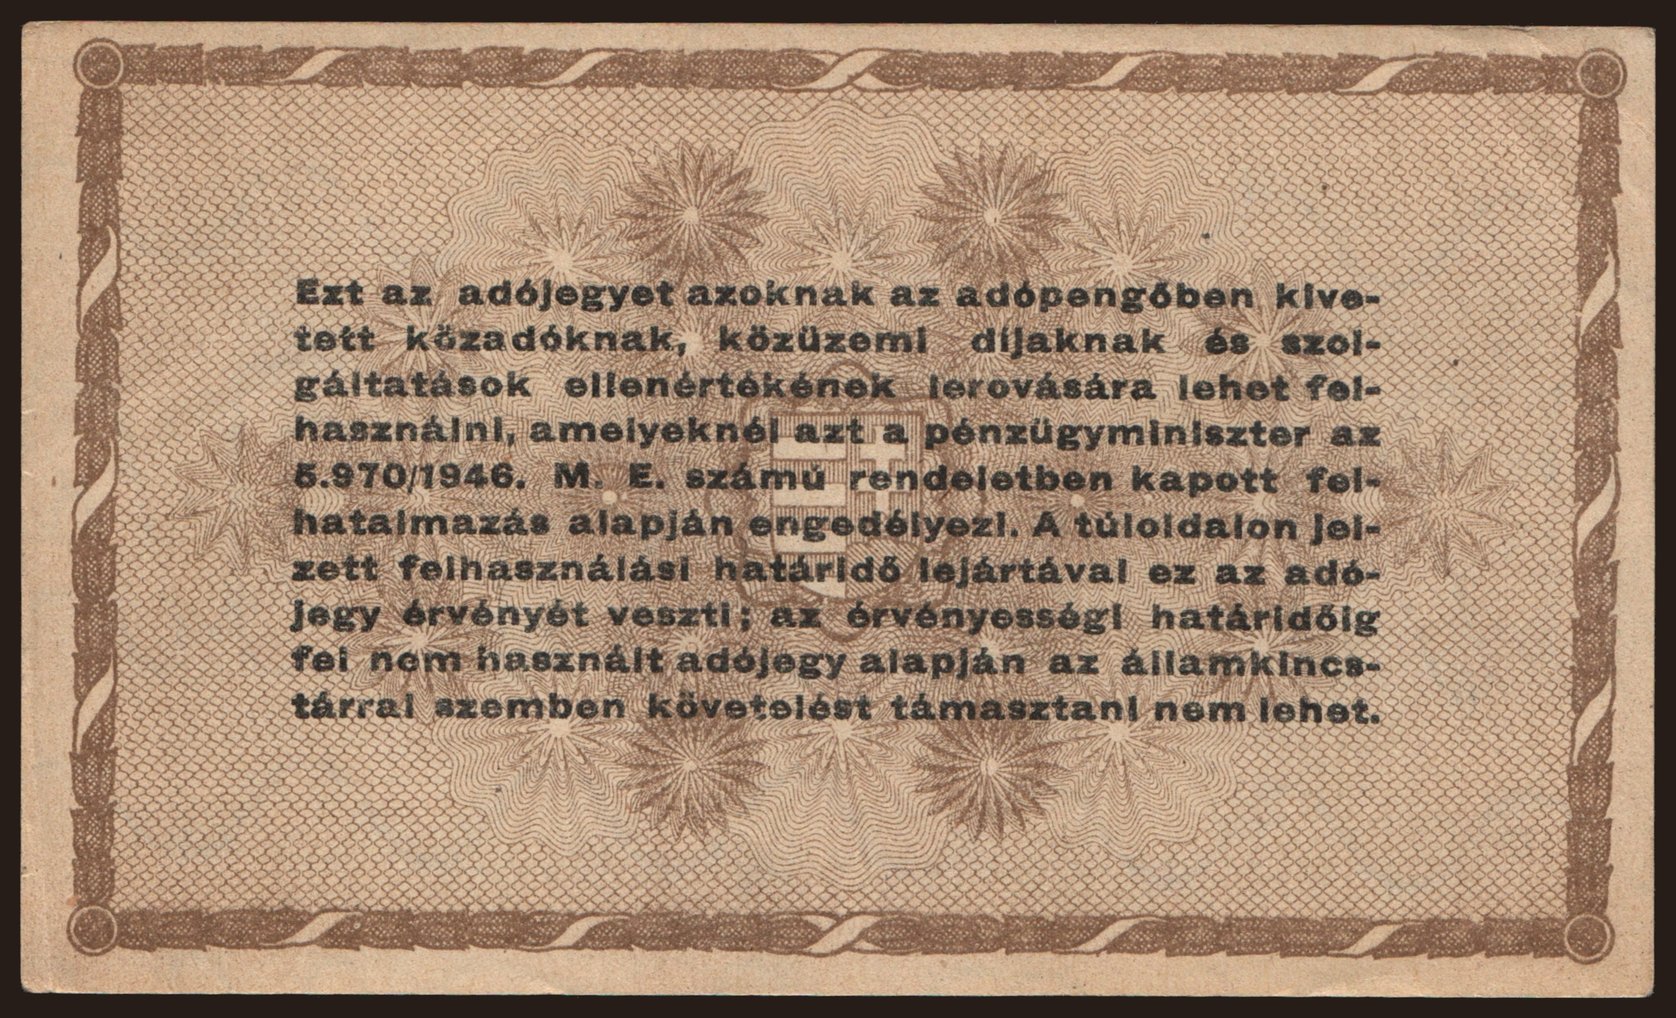 Ezt az adójegyet azoknak az adópengőben kive-
tett közadóknak, közüzemi díjaknak és szol-
gáltatások ellenértékének lerovására lehet fel-
használni, amelyeknél azt a pénzügyminiszter az
5.970/1946. M. E. számú rendeletben kapott fel-
hatalmazás alapján engedélyezi. A túloldalon jel-
zett felhasználási határidő lejártával ez az adó-
jegy érvényét veszti; az érvényességi határidőig
fel nem használt adójegy alapján az államkincs-
tárral szemben követelést támasztani nem lehet.